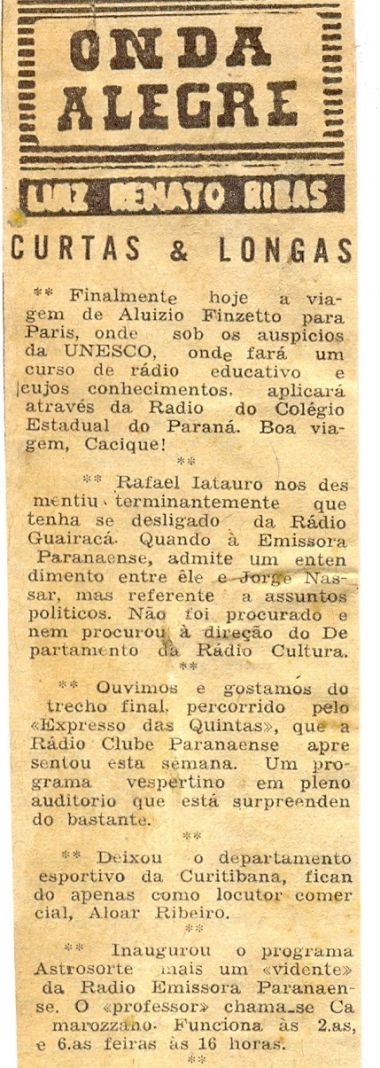 ONDA
ALEGRE
LUIZ RENATO RIBAS
CURTAS & LONGAS
** Finalmente hoje a via-
gem de Aluizio Finzetto para
Paris, onde sob os auspicios
da UNESCO, onde fará um
curso de rádio educativo e
cujos conhecimentos. aplicará
através da Radio do Colégio
Estadual do Paraná. Boa via-
gem, Cacique!
**
** Rafael Iatauro nos des
mentiu terminantemente que
tenha se desligado da Rádio
Guairacá. Quando à Emissora
Paranaense, admite um enten
dimento entre êle e Jorge Nas-
sar, mas referente a assuntos
politicos. Não foi procurado e
nem procurou à direção do De
partamento da Rádio Cultura.
**
** Ouvimos e gostamos do
trecho final. percorrido pelo
«Expresso das Quintas», que a
Rádio Clube Paranaense apre
sentou esta semana. Um pro-
grama vespertino em pleno
auditorio que está surpreenden
do bastante.
**
** Deixou o departamento
esportivo da Curitibana, fican
do apenas como locutor comer
cial, Aloar Ribeiro.
**
** Inaugurou o programa
Astrosorte mais um «vidente»
da Radio Emissora Paranaen-
se. O «professor» chama-se Ca
marozzano. Funciona às 2.as,
e 6.as feiras às 16 horas.
**